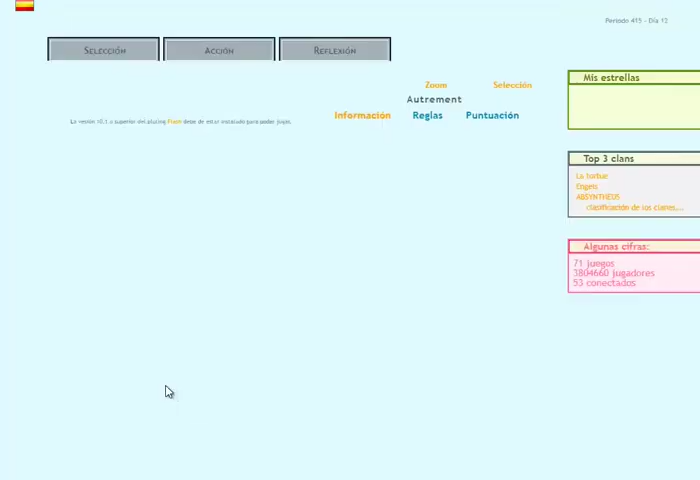 Periodo 415 - Día 12
Selección
Acción
Reflexión
Mis estrellas
Zoom
Selección
Autrement
Información
Reglas
Puntuación
La versión 10.1 o superior del plugin Flash debe de estar instalado para poder jugar.
Top 3 clans
La tortue
Engels
ABSYNTHEUS
clasificación de los clanes...
Algunas cifras:
71 juegos
3804660 jugadores
53 conectados